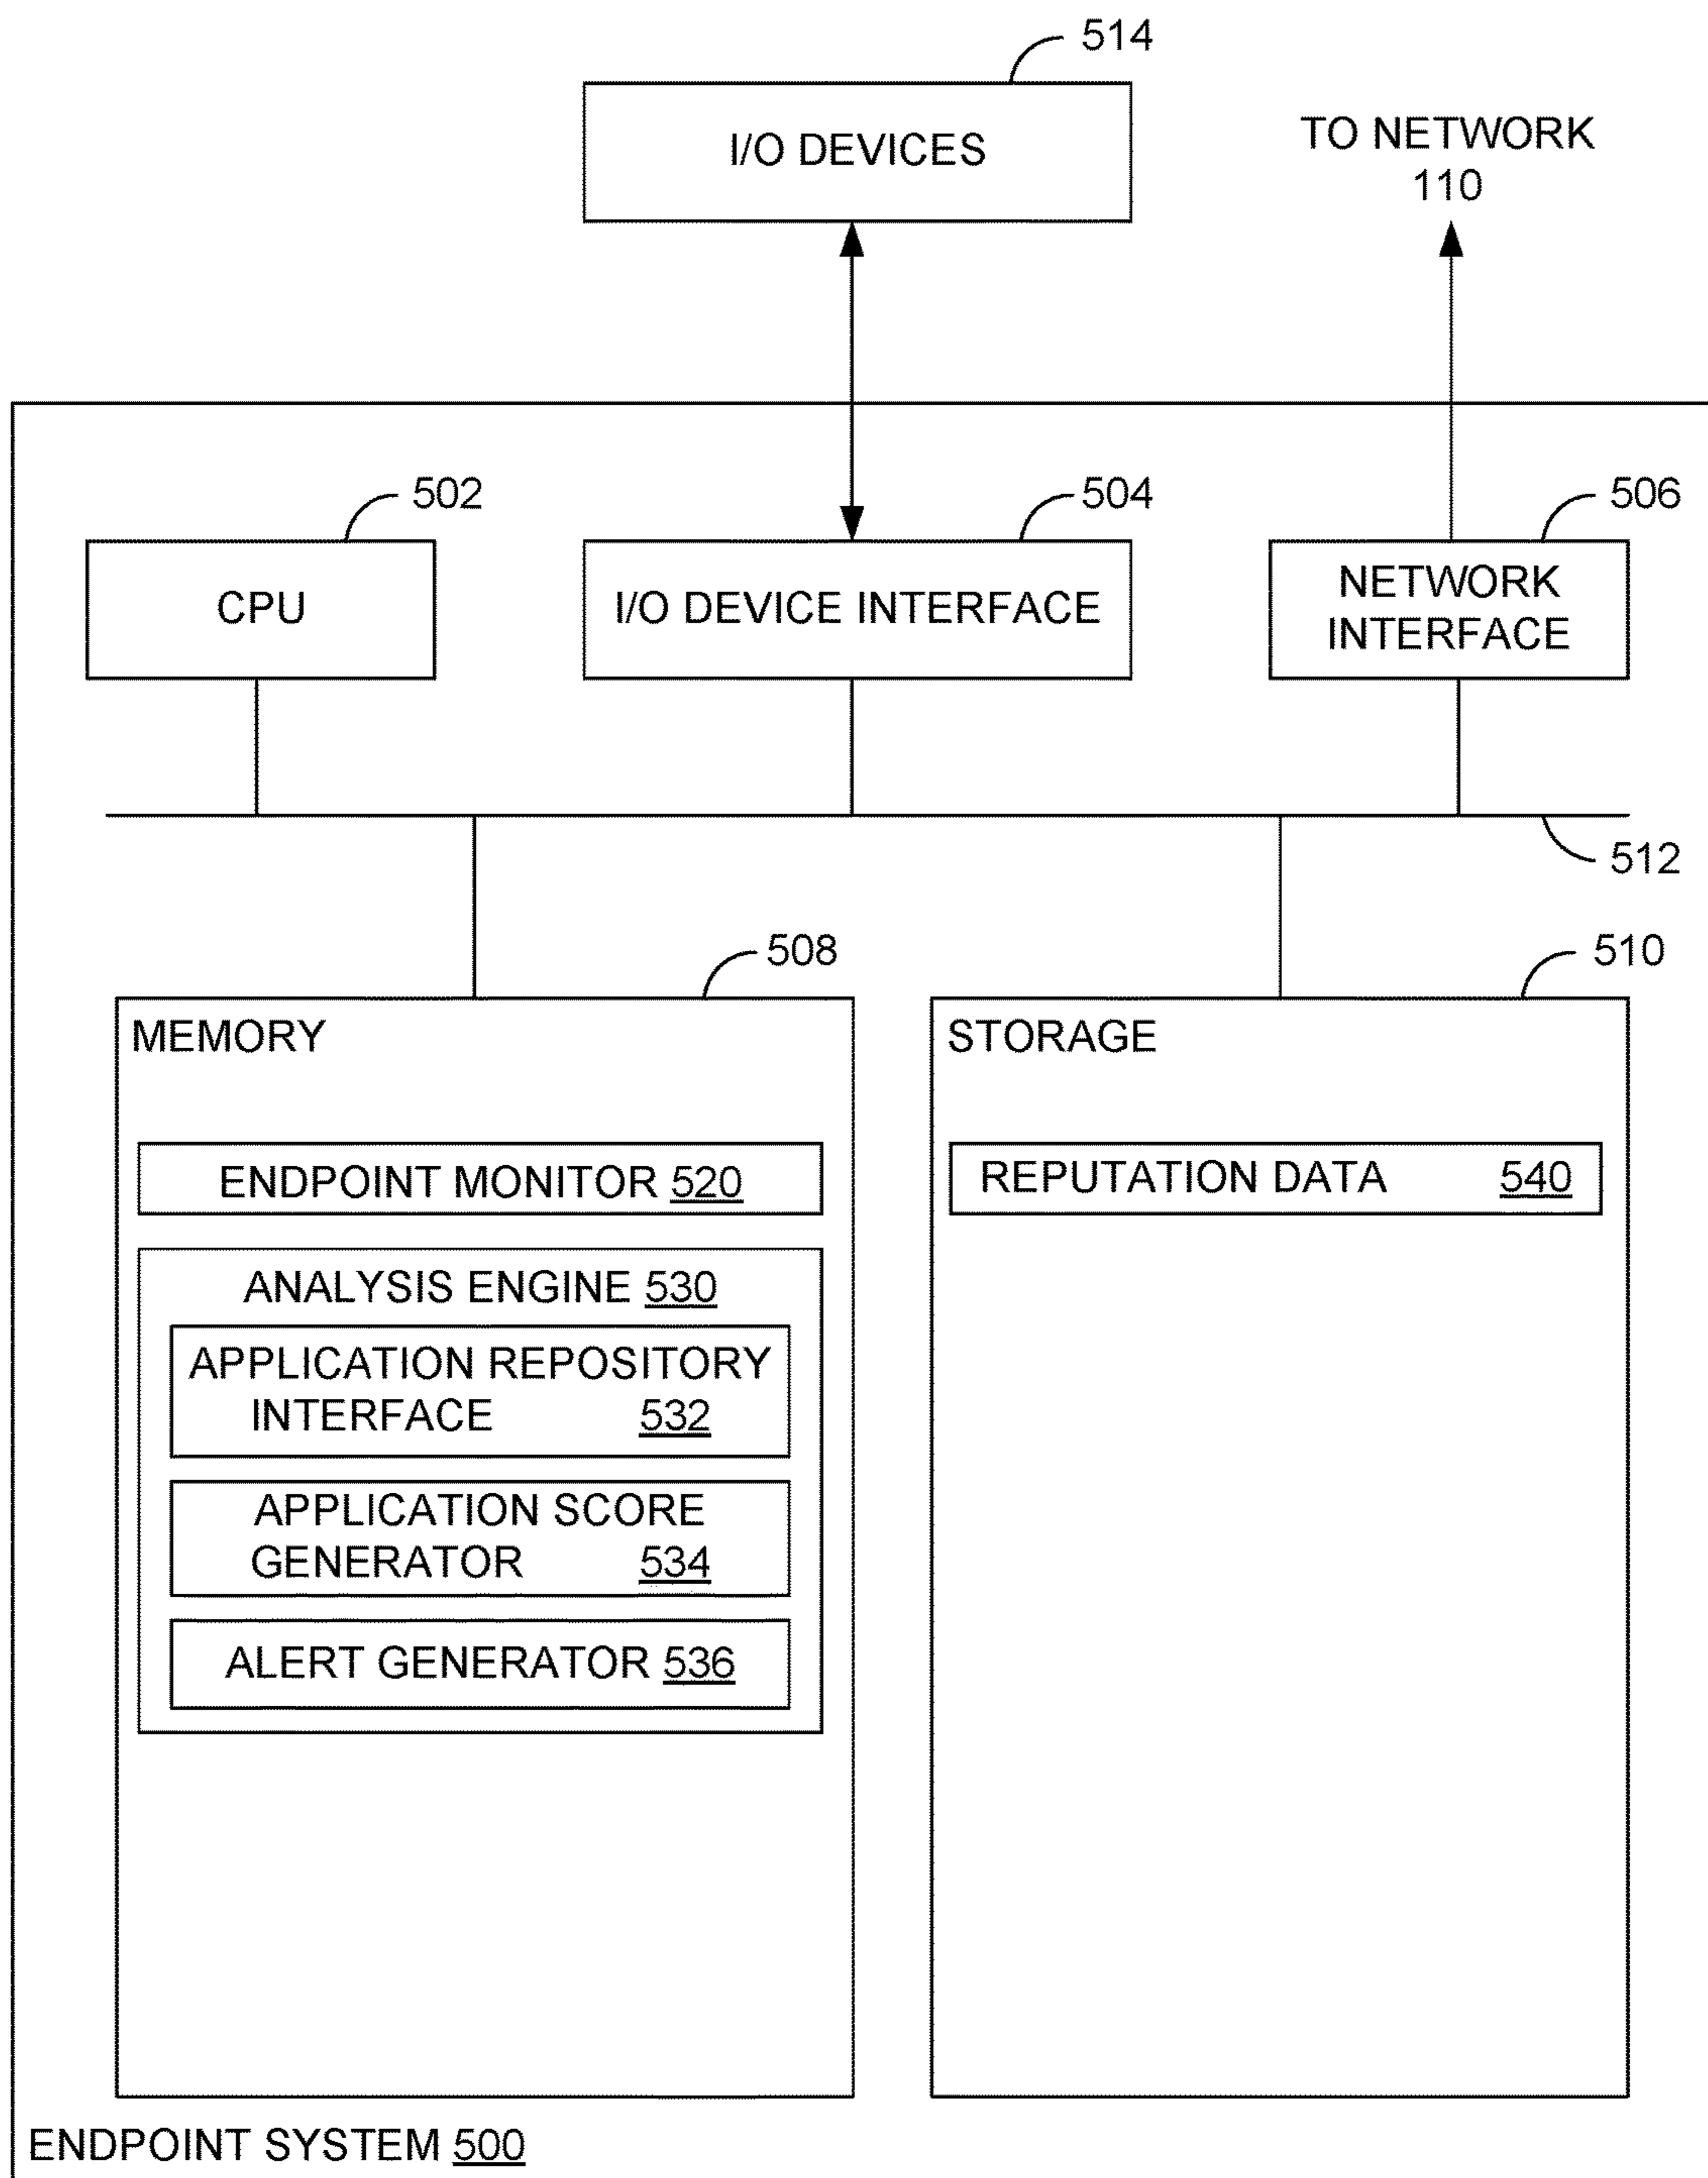 514
I/O DEVICES
TO NETWORK
110
502
504
506
CPU
I/O DEVICE INTERFACE
NETWORK
INTERFACE
512
508
510
MEMORY
STORAGE
ENDPOINT MONITOR 520
REPUTATION DATA 540
ANALYSIS ENGINE 530
APPLICATION REPOSITORY
INTERFACE 532
APPLICATION SCORE
GENERATOR 534
ALERT GENERATOR 536
ENDPOINT SYSTEM 500